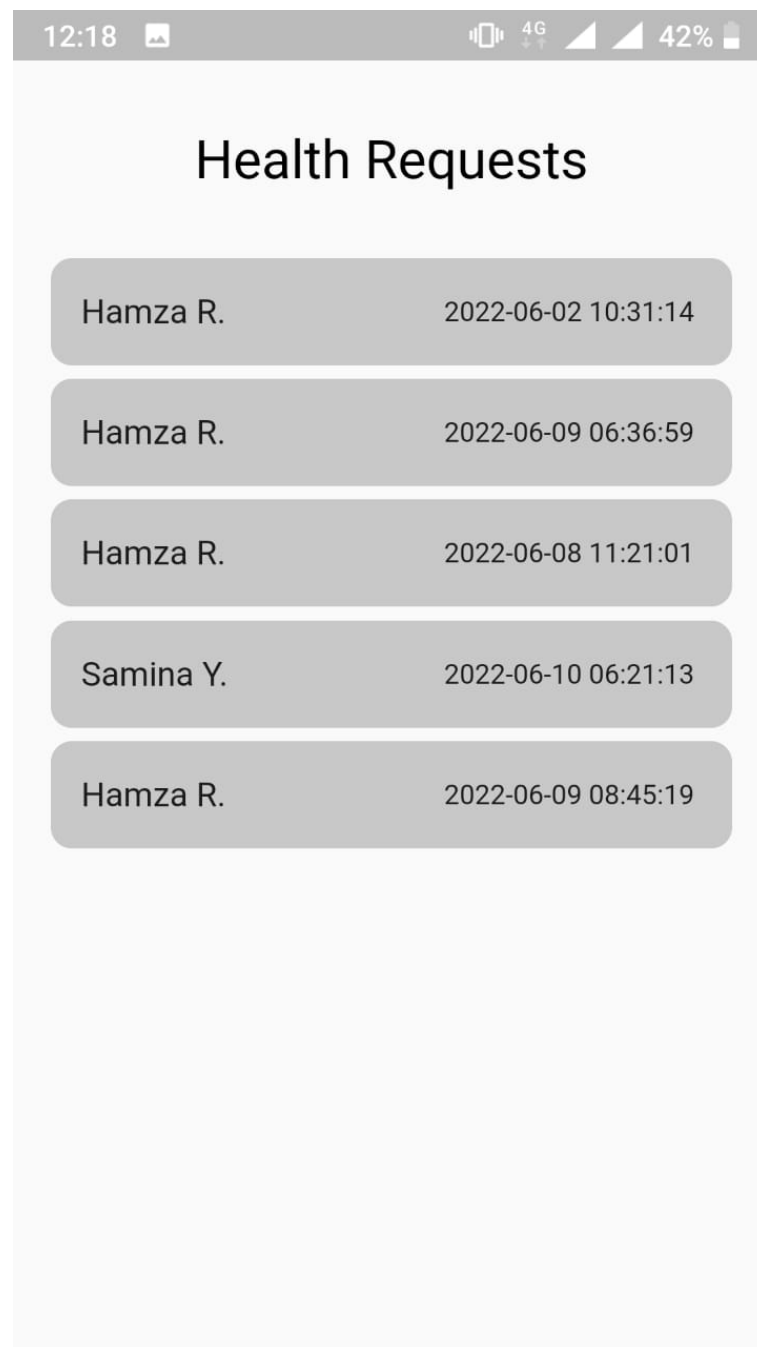 12:18 4G 42%
Health Requests
Hamza R. 2022-06-02 10:31:14
Hamza R. 2022-06-09 06:36:59
Hamza R. 2022-06-08 11:21:01
Samina Y. 2022-06-10 06:21:13
Hamza R. 2022-06-09 08:45:19